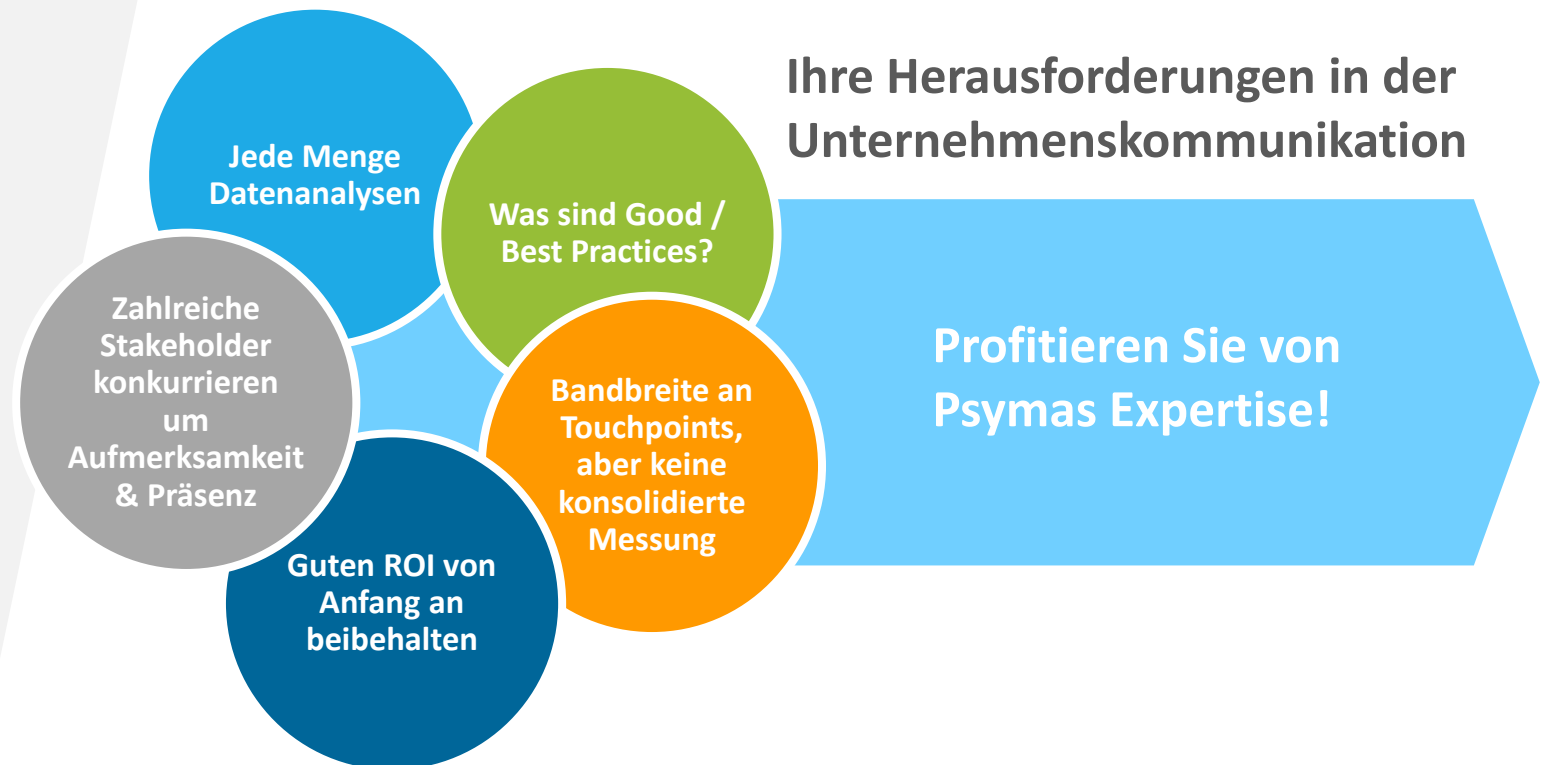 Ihre Herausforderungen in der
Unternehmenskommunikation
Jede Menge
Datenanalysen
Was sind Good /
Best Practices?
Zahlreiche
Stakeholder
konkurrieren
um
Aufmerksamkeit
& Präsenz
Bandbreite an
Touchpoints,
aber keine
konsolidierte
Messung
Guten ROI von
Anfang an
beibehalten
Profitieren Sie von
Psymas Expertise!